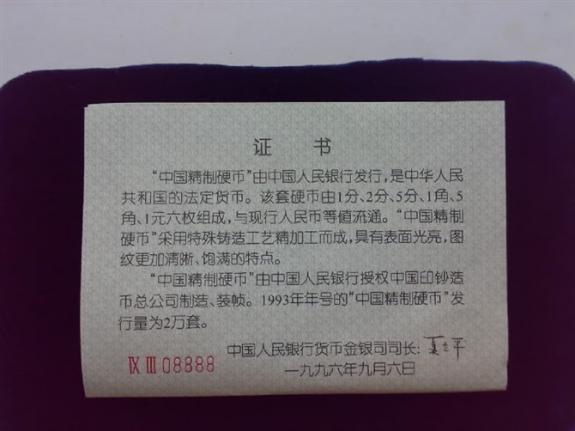 证 书
“中国精制硬币”由中国人民银行发行，是中华人民
共和国的法定货币。该套硬币由1分、2分、5分、1角、5
角、1元六枚组成，与现行人民币等值流通。“中国精制
硬币”采用特殊铸造工艺精加工而成，具有表面光亮，图
纹更加清晰、饱满的特点。
“中国精制硬币”由中国人民银行授权中国印钞造
币总公司制造、装帧。1993年年号的“中国精制硬币”发
行量为2万套。
中国人民银行货币金银司司长：夏立平
Ⅸ Ⅲ 08888
一九九六年九月六日